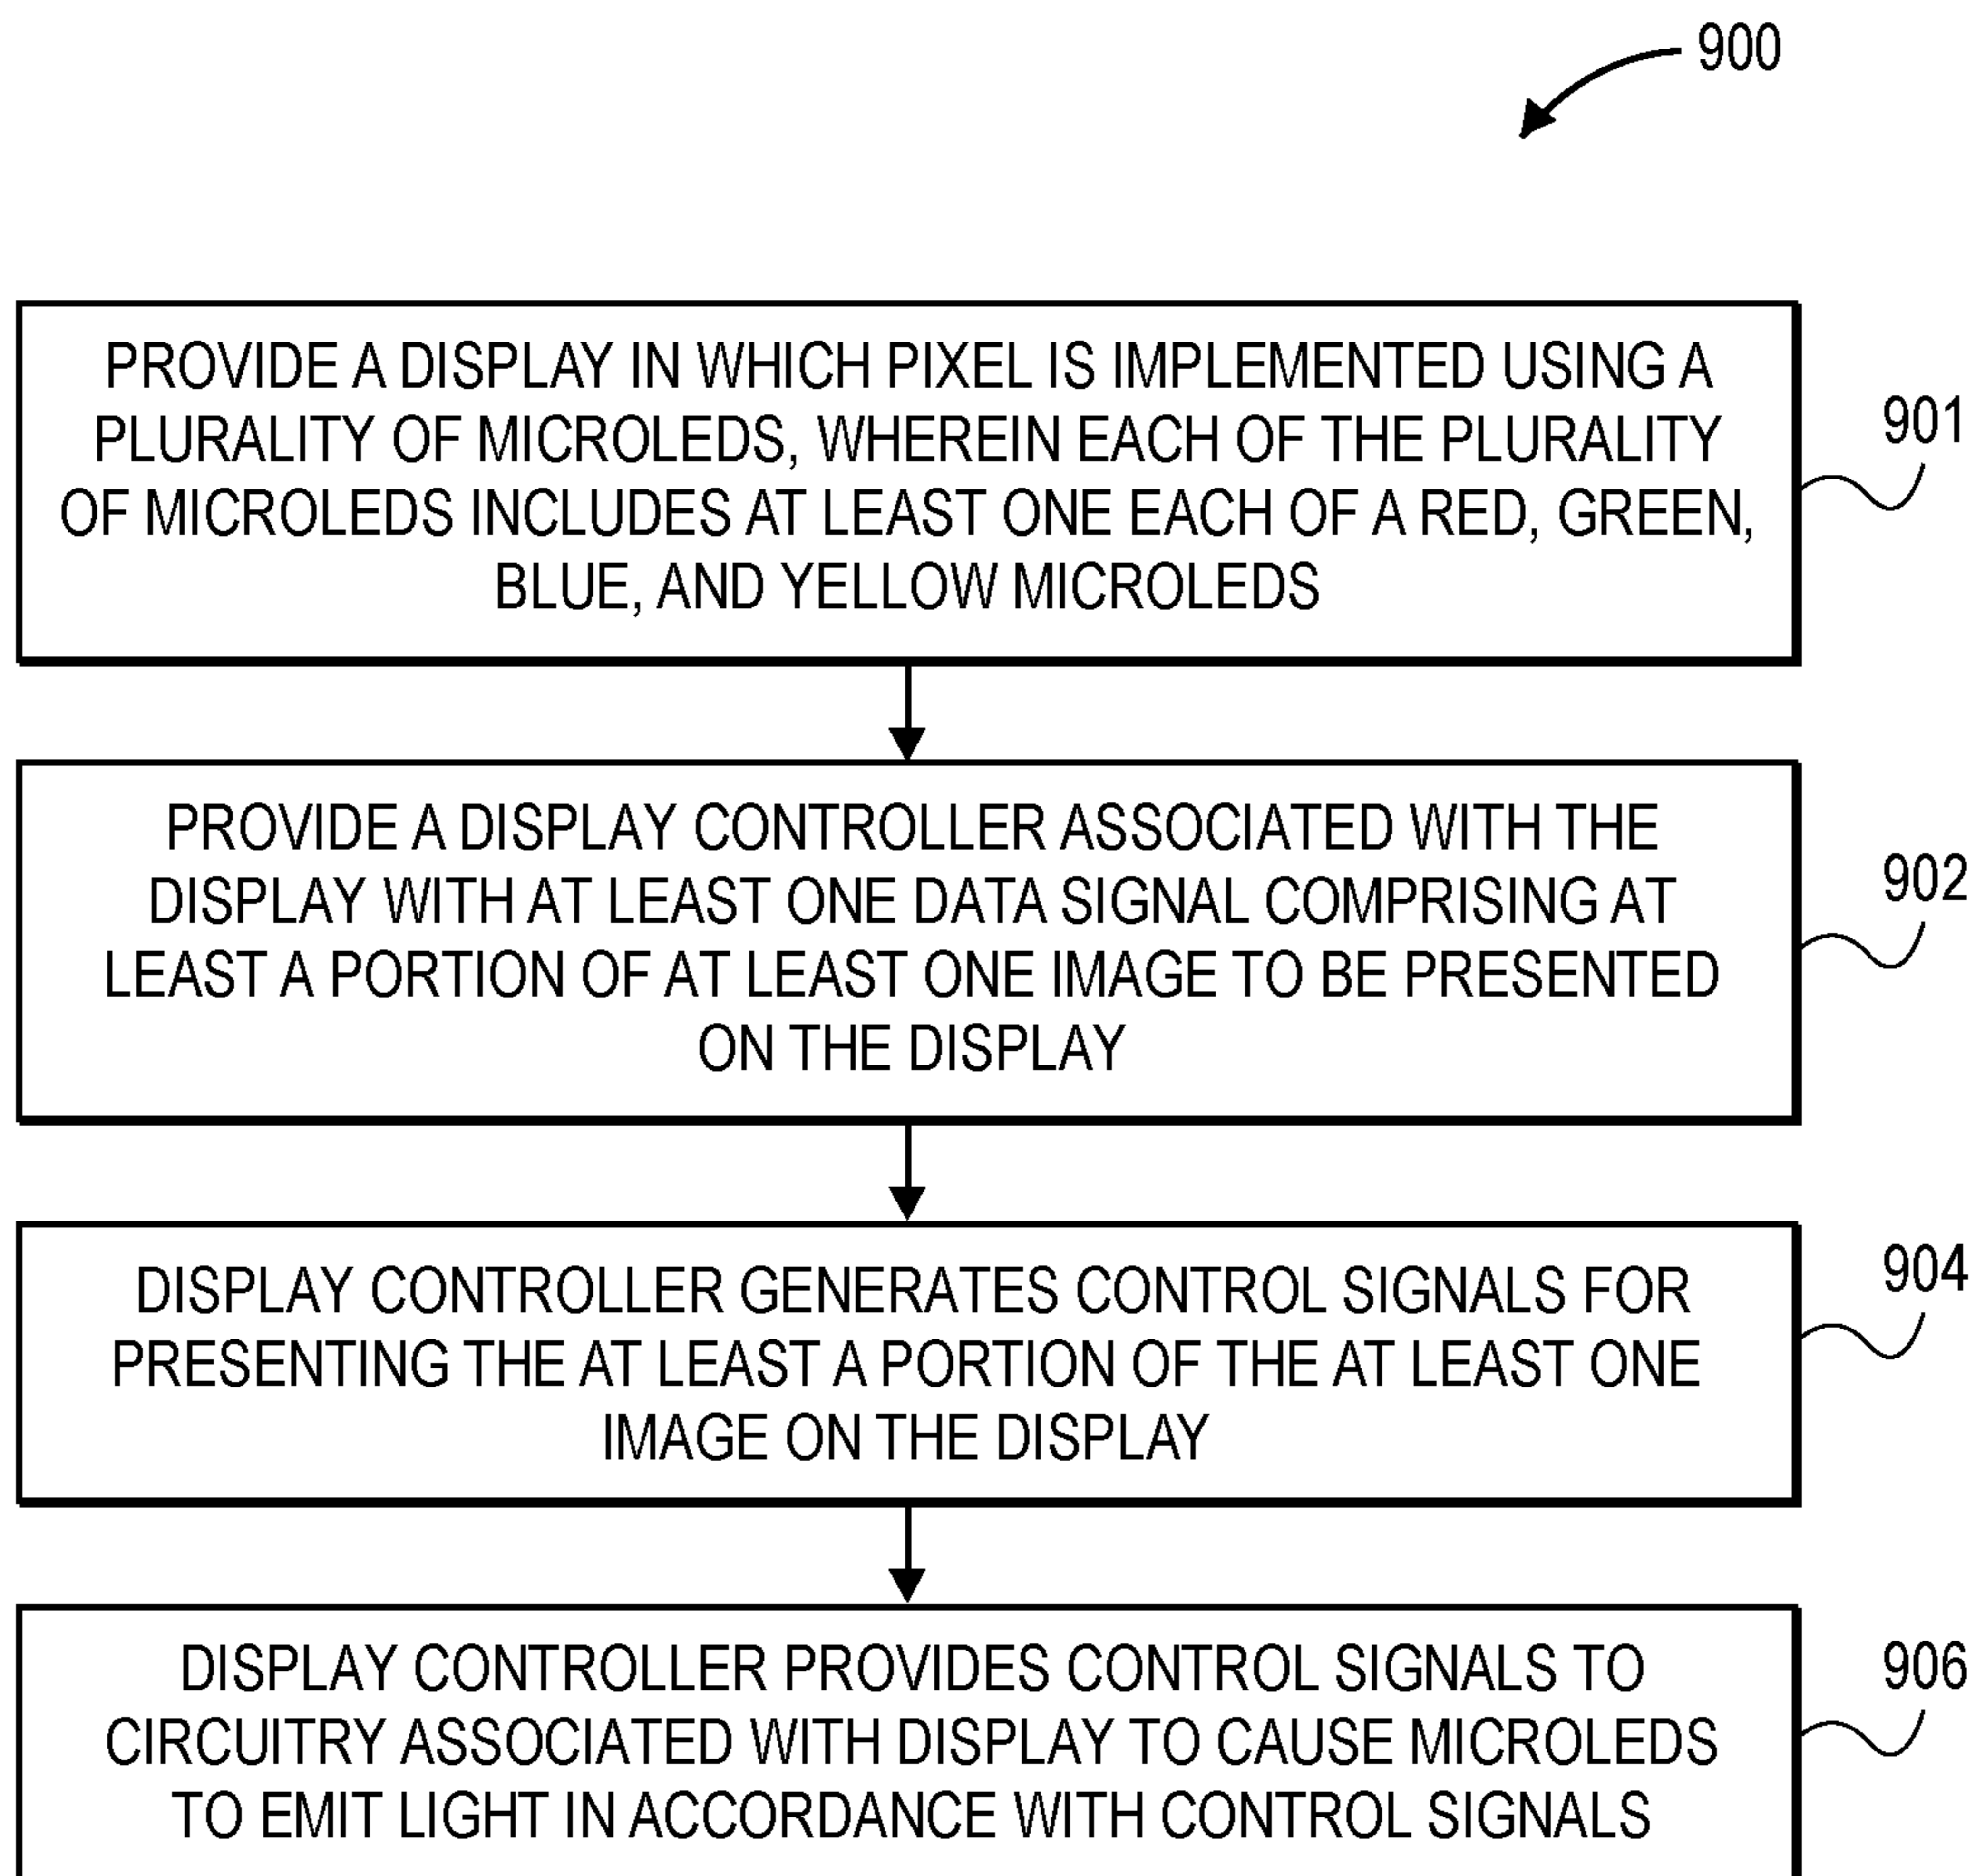 900
PROVIDE A DISPLAY IN WHICH PIXEL IS IMPLEMENTED USING A
PLURALITY OF MICROLEDS, WHEREIN EACH OF THE PLURALITY
OF MICROLEDS INCLUDES AT LEAST ONE EACH OF A RED, GREEN,
BLUE, AND YELLOW MICROLEDS
901
PROVIDE A DISPLAY CONTROLLER ASSOCIATED WITH THE
DISPLAY WITH AT LEAST ONE DATA SIGNAL COMPRISING AT
LEAST A PORTION OF AT LEAST ONE IMAGE TO BE PRESENTED
ON THE DISPLAY
902
DISPLAY CONTROLLER GENERATES CONTROL SIGNALS FOR
PRESENTING THE AT LEAST A PORTION OF THE AT LEAST ONE
IMAGE ON THE DISPLAY
904
DISPLAY CONTROLLER PROVIDES CONTROL SIGNALS TO
CIRCUITRY ASSOCIATED WITH DISPLAY TO CAUSE MICROLEDS
TO EMIT LIGHT IN ACCORDANCE WITH CONTROL SIGNALS
906